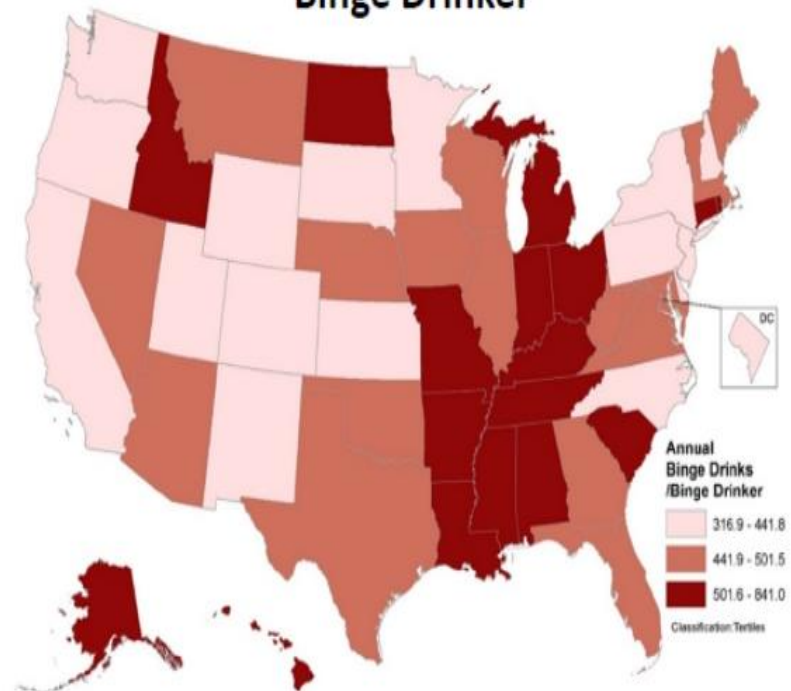 Binge Drinker
DC
Annual
Binge Drinks
/Binge Drinker
316.9 - 441.8
441.9 - 501.5
501.6 - 841.0
Classification:Tertiles